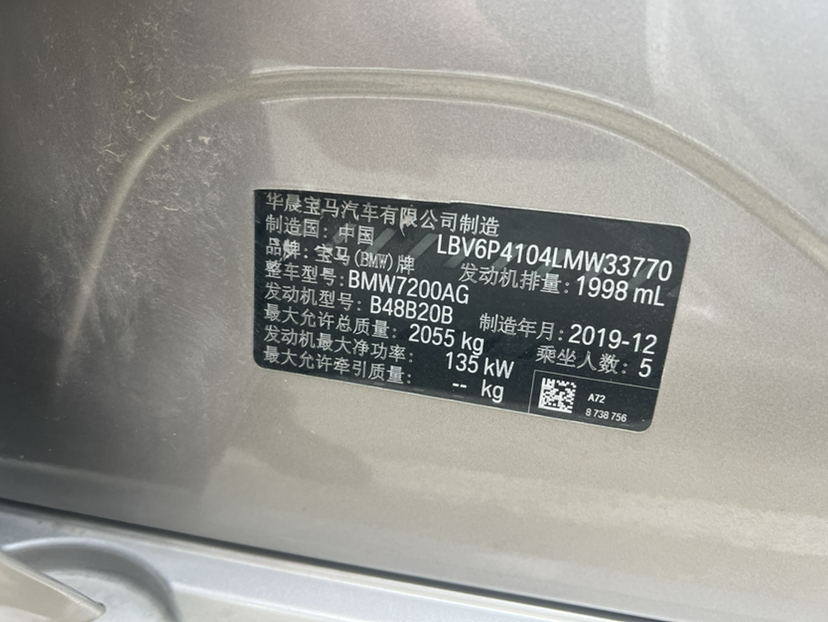 华晨宝马汽车有限公司制造
制造国：中国 LBV6P4104LMW33770
品牌：宝马(BMW)牌 发动机排量：1998 mL
整车型号：BMW7200AG
发动机型号：B48B20B 制造年月：2019-12
最大允许总质量：2055 kg 乘坐人数：5
发动机最大净功率：135 kW
最大允许牵引质量：-- kg
A72
8 738 756